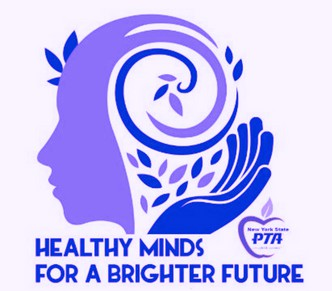 New York State
PTA
HEALTHY MINDS
FOR A BRIGHTER FUTURE